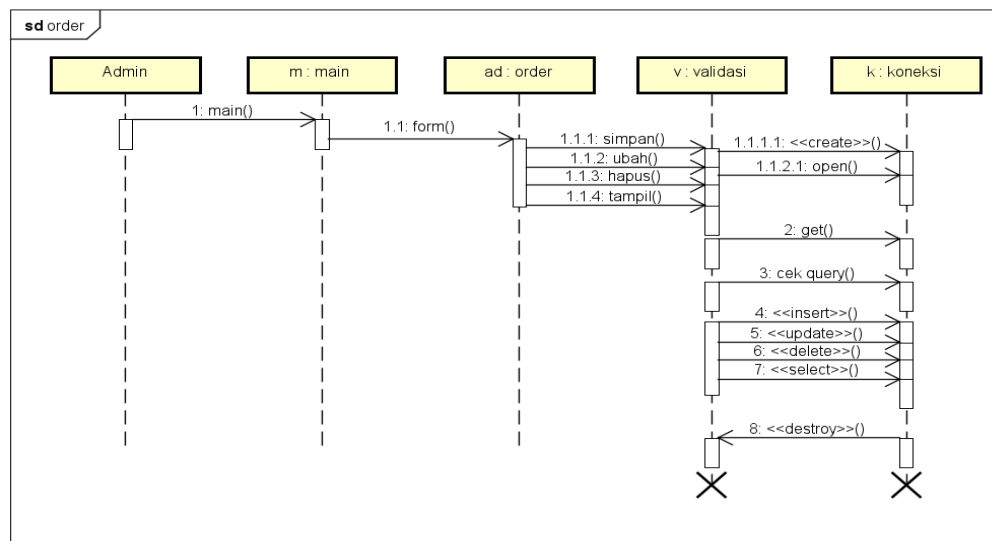 sd order
Admin
m : main
ad : order
v : validasi
k : koneksi
1: main()
1.1: form()
1.1.1: simpan()
1.1.1.1: <<create>>()
1.1.2: ubah()
1.1.2.1: open()
1.1.3: hapus()
1.1.4: tampil()
2: get()
3: cek query()
4: <<insert>>()
5: <<update>>()
6: <<delete>>()
7: <<select>>()
8: <<destroy>>()